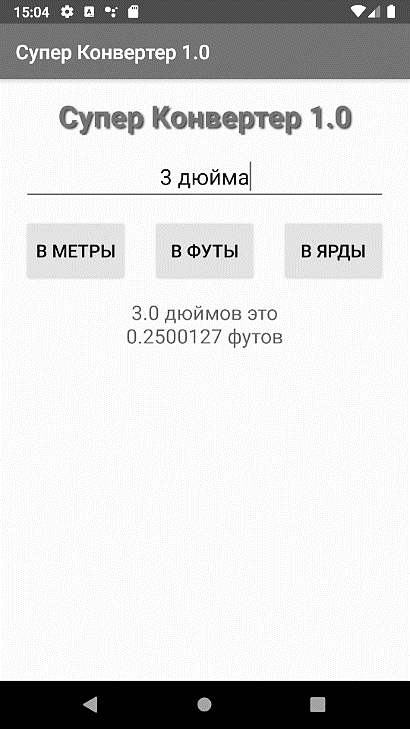 15:04
Супер Конвертер 1.0
Супер Конвертер 1.0
3 дюйма
В МЕТРЫ В ФУТЫ В ЯРДЫ
3.0 дюймов это
0.2500127 футов